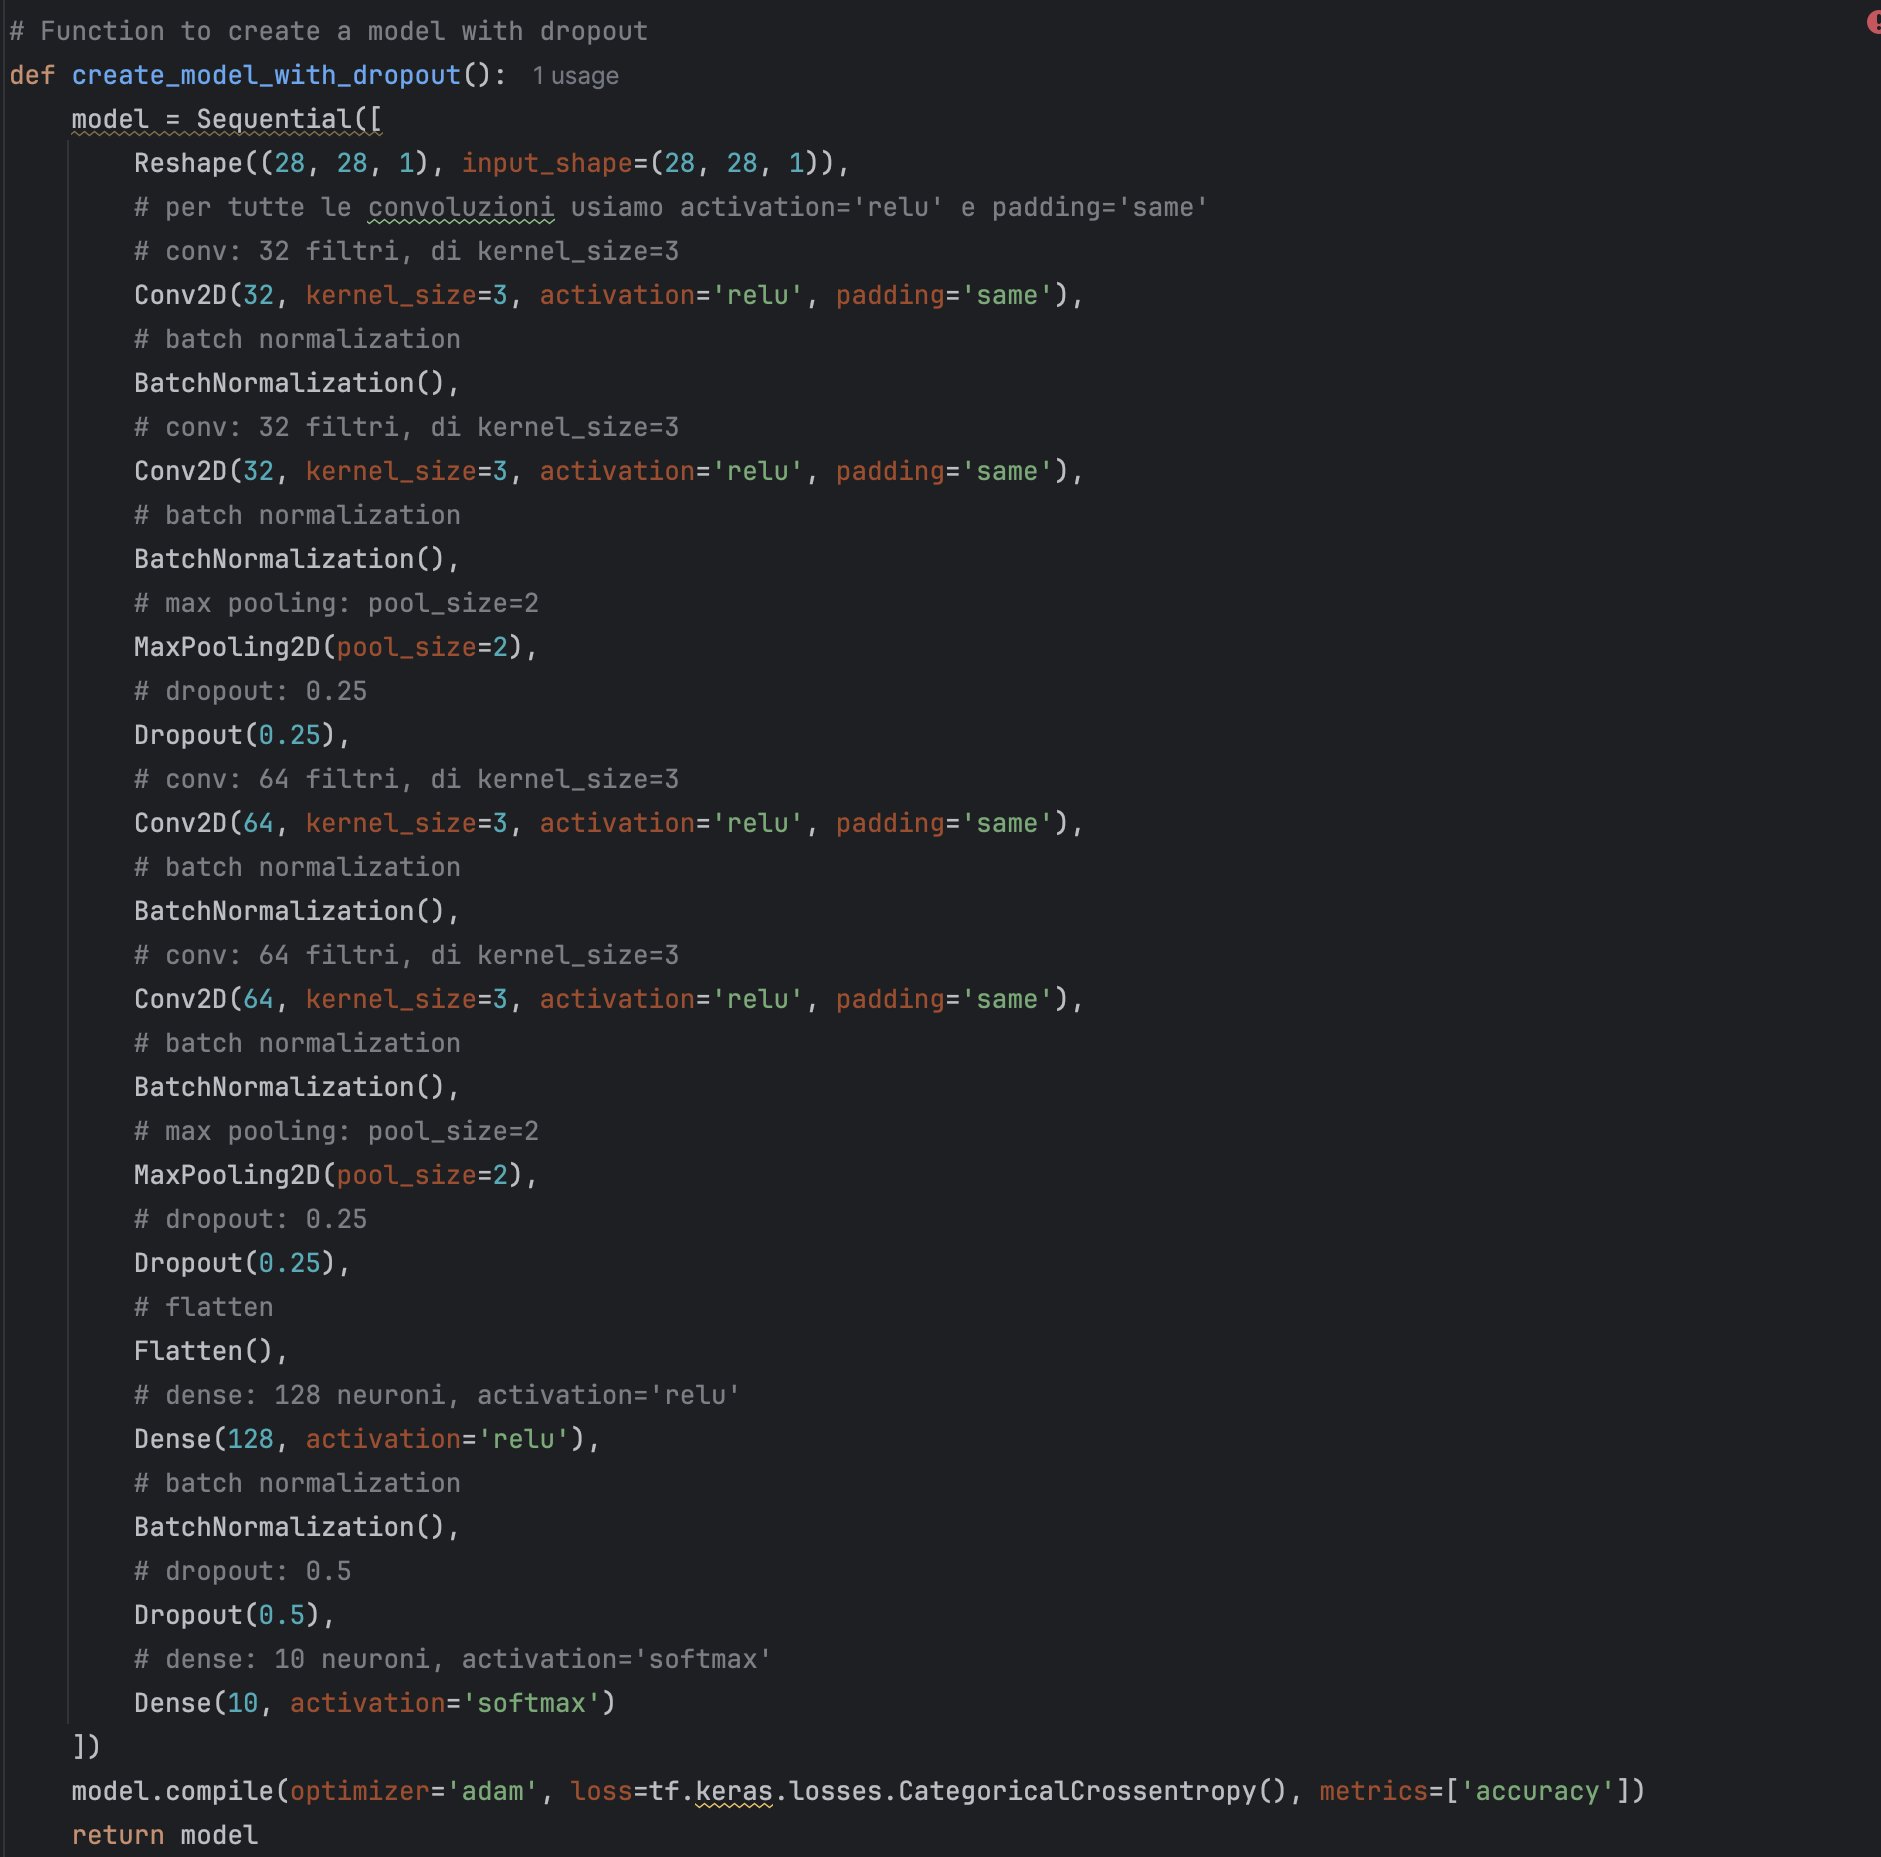 # Function to create a model with dropout
def create_model_with_dropout():  1 usage
    model = Sequential([
        Reshape((28, 28, 1), input_shape=(28, 28, 1)),
        # per tutte le convoluzioni usiamo activation='relu' e padding='same'
        # conv: 32 filtri, di kernel_size=3
        Conv2D(32, kernel_size=3, activation='relu', padding='same'),
        # batch normalization
        BatchNormalization(),
        # conv: 32 filtri, di kernel_size=3
        Conv2D(32, kernel_size=3, activation='relu', padding='same'),
        # batch normalization
        BatchNormalization(),
        # max pooling: pool_size=2
        MaxPooling2D(pool_size=2),
        # dropout: 0.25
        Dropout(0.25),
        # conv: 64 filtri, di kernel_size=3
        Conv2D(64, kernel_size=3, activation='relu', padding='same'),
        # batch normalization
        BatchNormalization(),
        # conv: 64 filtri, di kernel_size=3
        Conv2D(64, kernel_size=3, activation='relu', padding='same'),
        # batch normalization
        BatchNormalization(),
        # max pooling: pool_size=2
        MaxPooling2D(pool_size=2),
        # dropout: 0.25
        Dropout(0.25),
        # flatten
        Flatten(),
        # dense: 128 neuroni, activation='relu'
        Dense(128, activation='relu'),
        # batch normalization
        BatchNormalization(),
        # dropout: 0.5
        Dropout(0.5),
        # dense: 10 neuroni, activation='softmax'
        Dense(10, activation='softmax')
    ])
    model.compile(optimizer='adam', loss=tf.keras.losses.CategoricalCrossentropy(), metrics=['accuracy'])
    return model